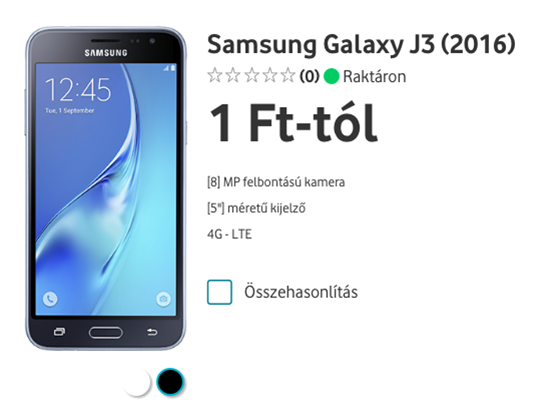 SAMSUNG
12:45
Tue, 1 September
Samsung Galaxy J3 (2016)
(0) Raktáron
1 Ft-tól
[8] MP felbontású kamera
[5"] méretű kijelző
4G - LTE
Összehasonlítás